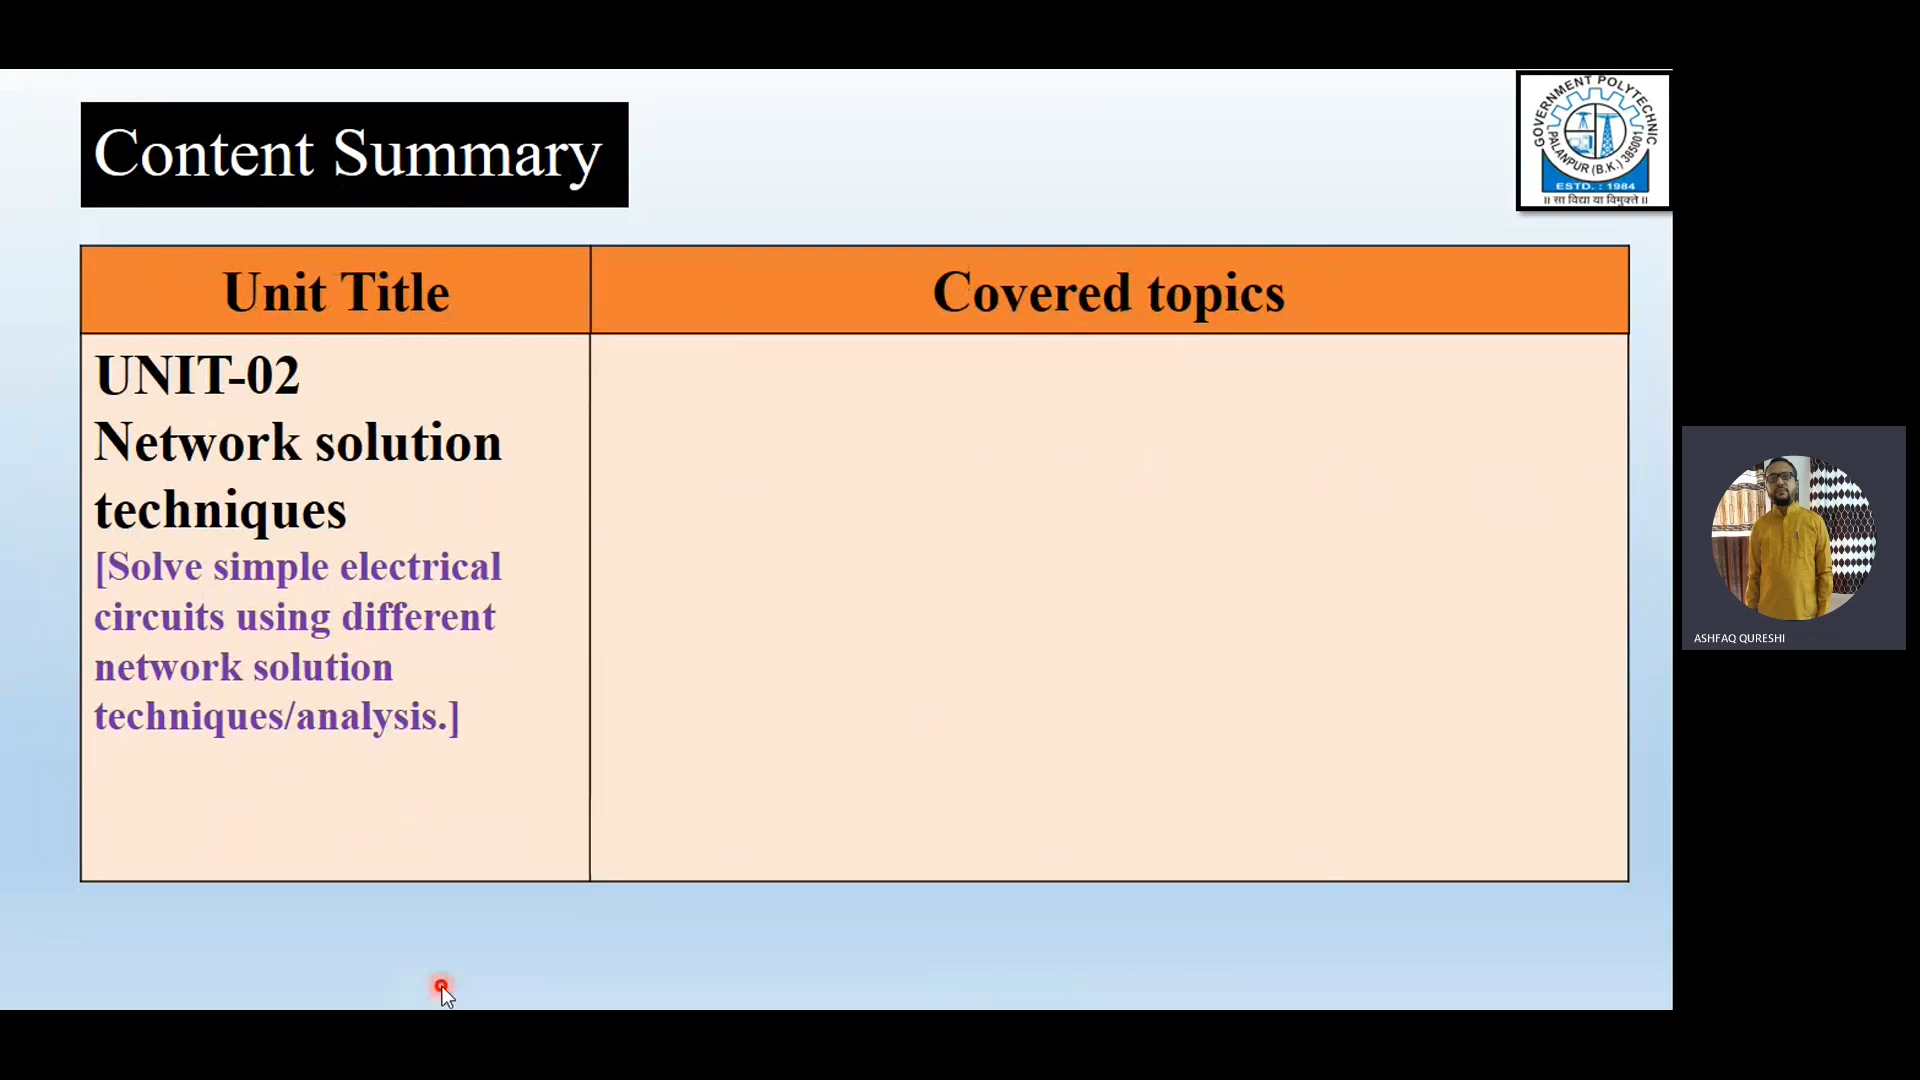 Content Summary
GOVERNMENT POLYTECHNIC
PALANPUR (B.K.) 385001
ESTD. : 1984
॥ सा विद्या या विमुक्ते ॥
Unit Title
Covered topics
UNIT-02
Network solution
techniques
[Solve simple electrical
circuits using different
network solution
techniques/analysis.]
ASHFAQ QURESHI